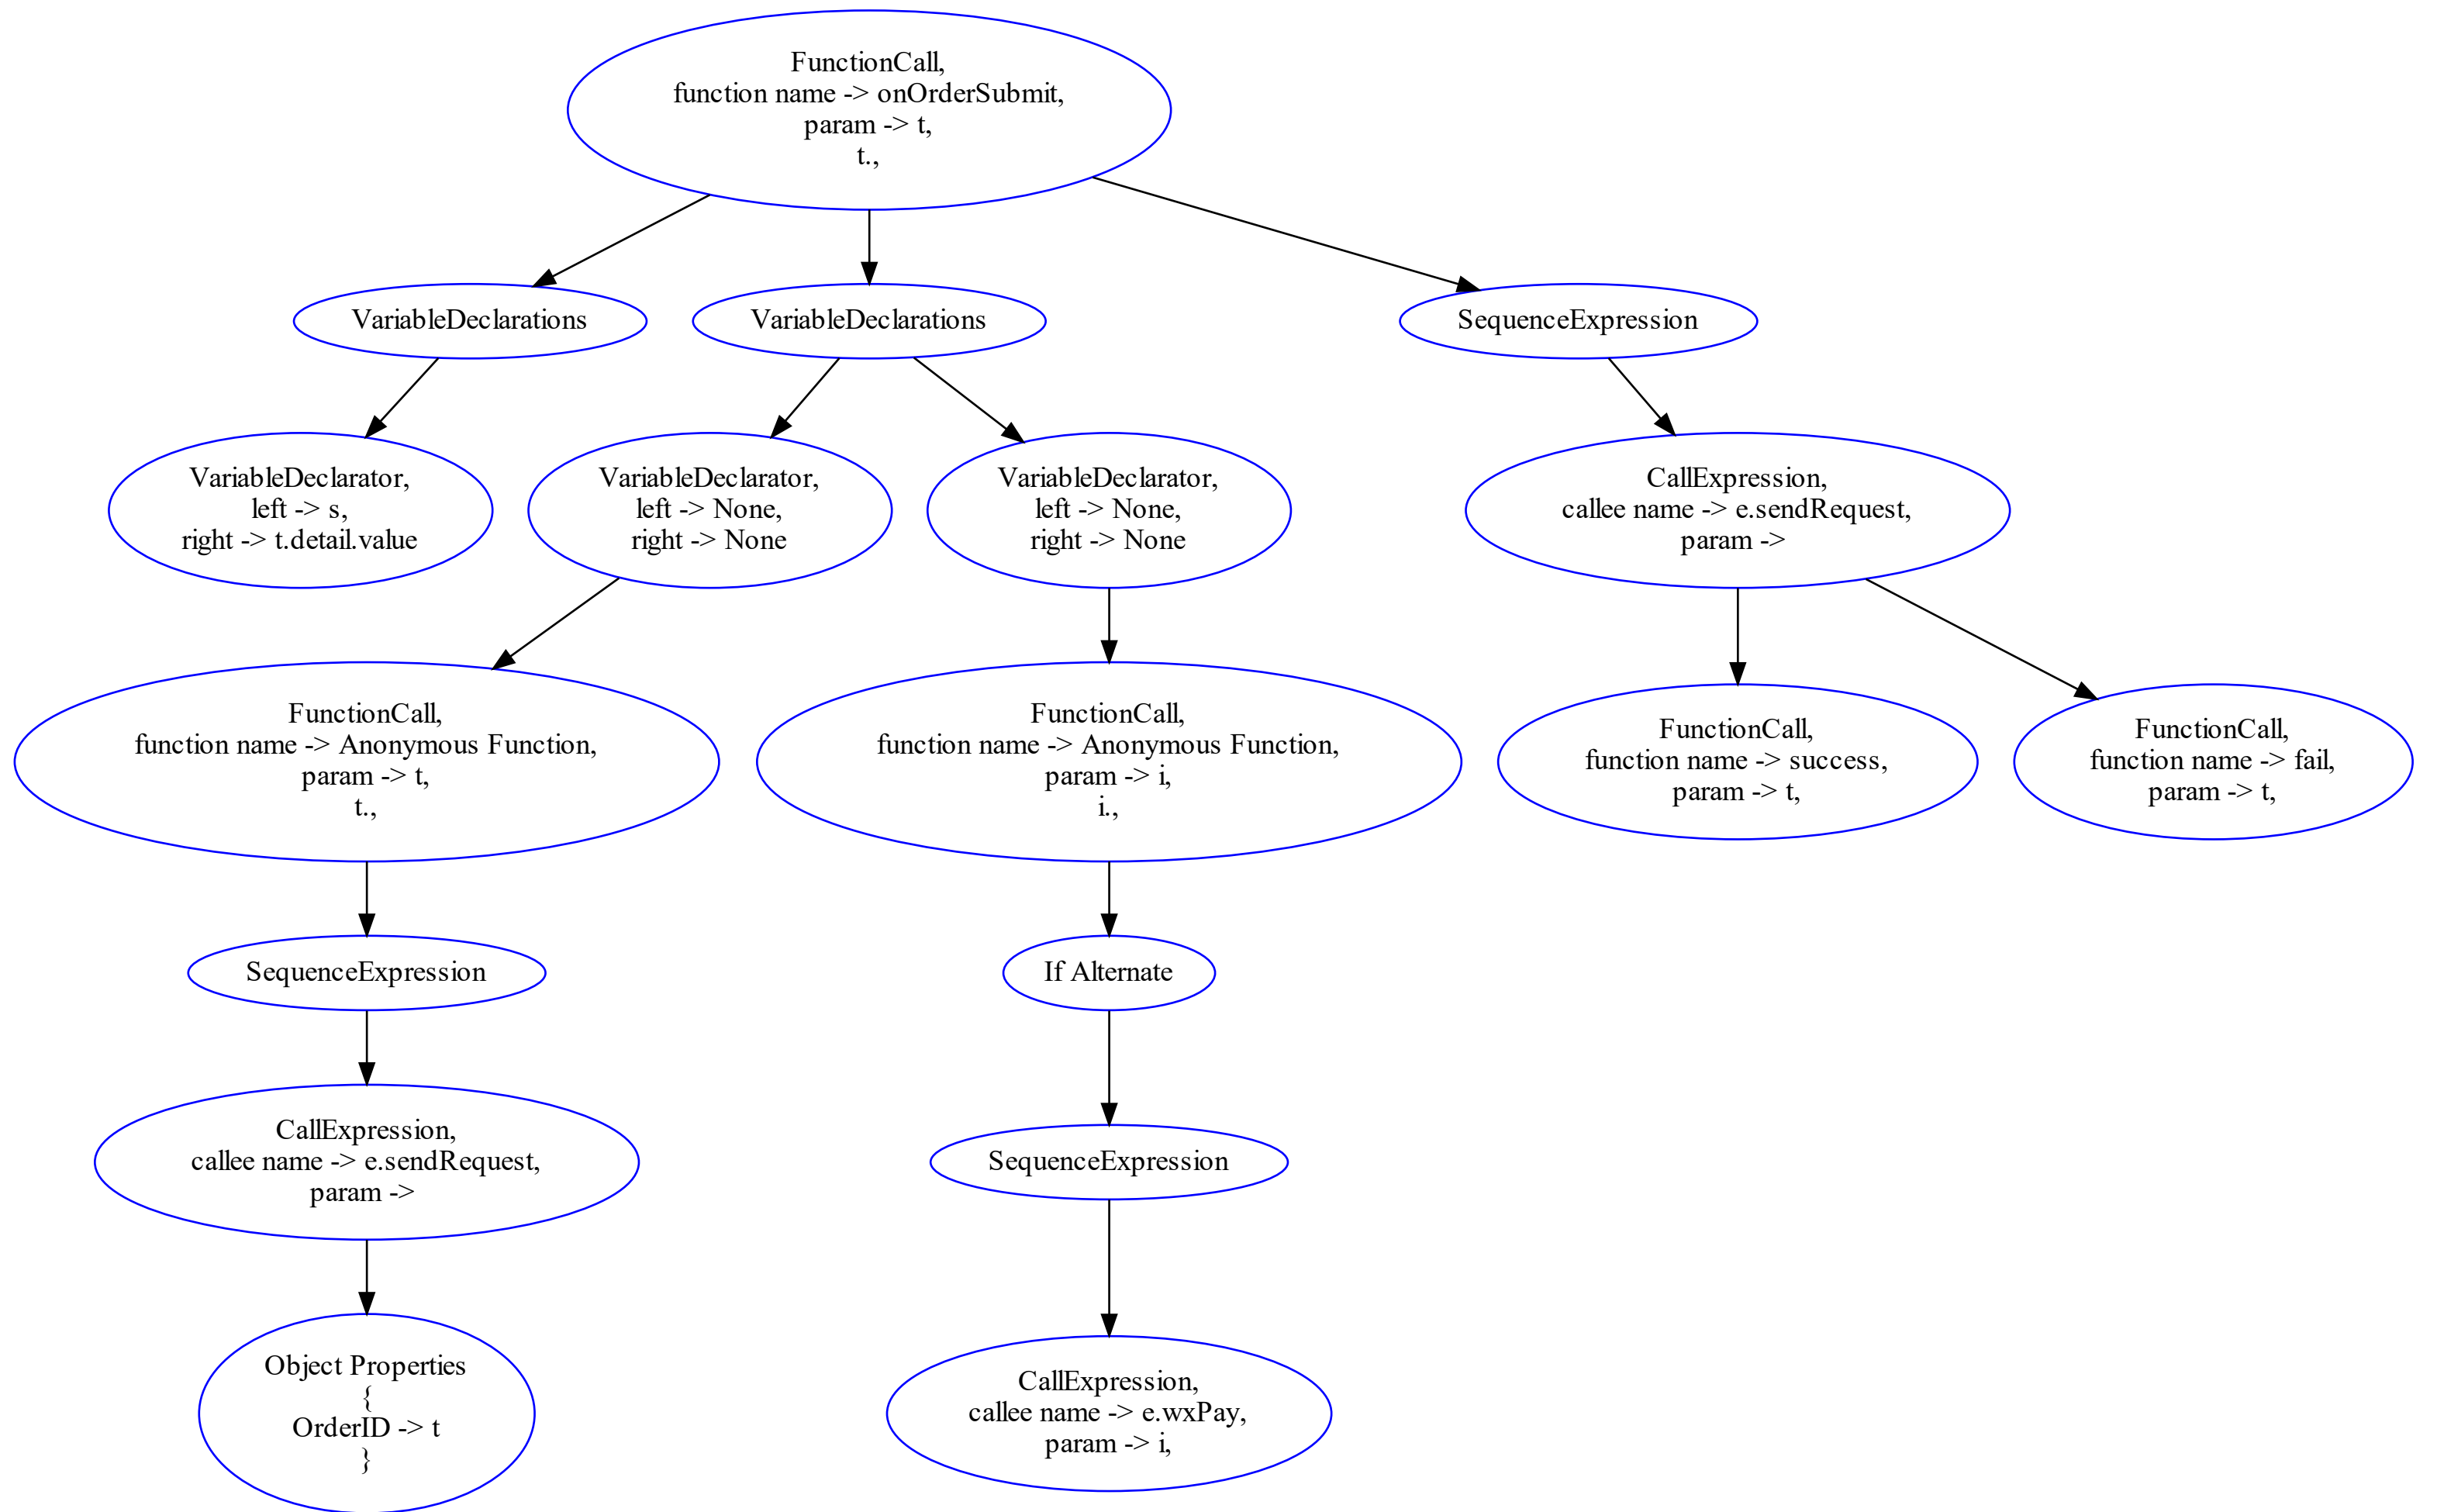 FunctionCall,
function name -> onOrderSubmit,
param -> t,
t.,
VariableDeclarations
VariableDeclarations
SequenceExpression
VariableDeclarator,
left -> s,
right -> t.detail.value
VariableDeclarator,
left -> None,
right -> None
VariableDeclarator,
left -> None,
right -> None
CallExpression,
callee name -> e.sendRequest,
param ->
FunctionCall,
function name -> Anonymous Function,
param -> t,
t.,
FunctionCall,
function name -> Anonymous Function,
param -> i,
i.,
FunctionCall,
function name -> success,
param -> t,
FunctionCall,
function name -> fail,
param -> t,
SequenceExpression
If Alternate
CallExpression,
callee name -> e.sendRequest,
param ->
SequenceExpression
Object Properties
{
OrderID -> t
}
CallExpression,
callee name -> e.wxPay,
param -> i,